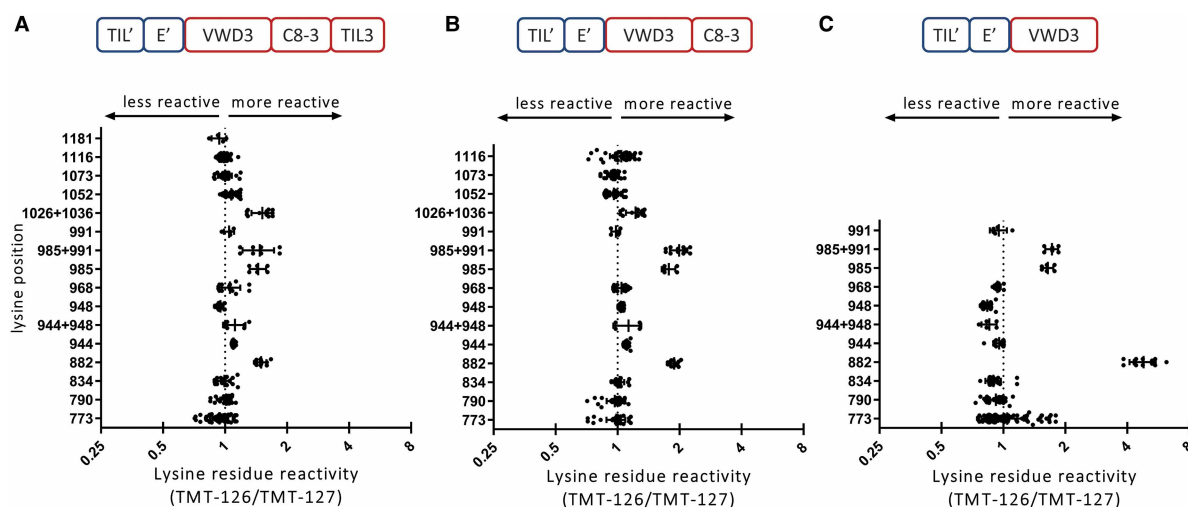 A
TIL’ E’ VWD3 C8-3 TIL3
less reactive more reactive
lysine position
1181
1116
1073
1052
1026+1036
991
985+991
985
968
948
944+948
944
882
834
790
773
0.25 0.5 1 2 4 8
Lysine residue reactivity
(TMT-126/TMT-127)
B
TIL’ E’ VWD3 C8-3
less reactive more reactive
1116
1073
1052
1026+1036
991
985+991
985
968
948
944+948
944
882
834
790
773
0.25 0.5 1 2 4 8
Lysine residue reactivity
(TMT-126/TMT-127)
C
TIL’ E’ VWD3
less reactive more reactive
991
985+991
985
968
948
944+948
944
882
834
790
773
0.25 0.5 1 2 4 8
Lysine residue reactivity
(TMT-126/TMT-127)